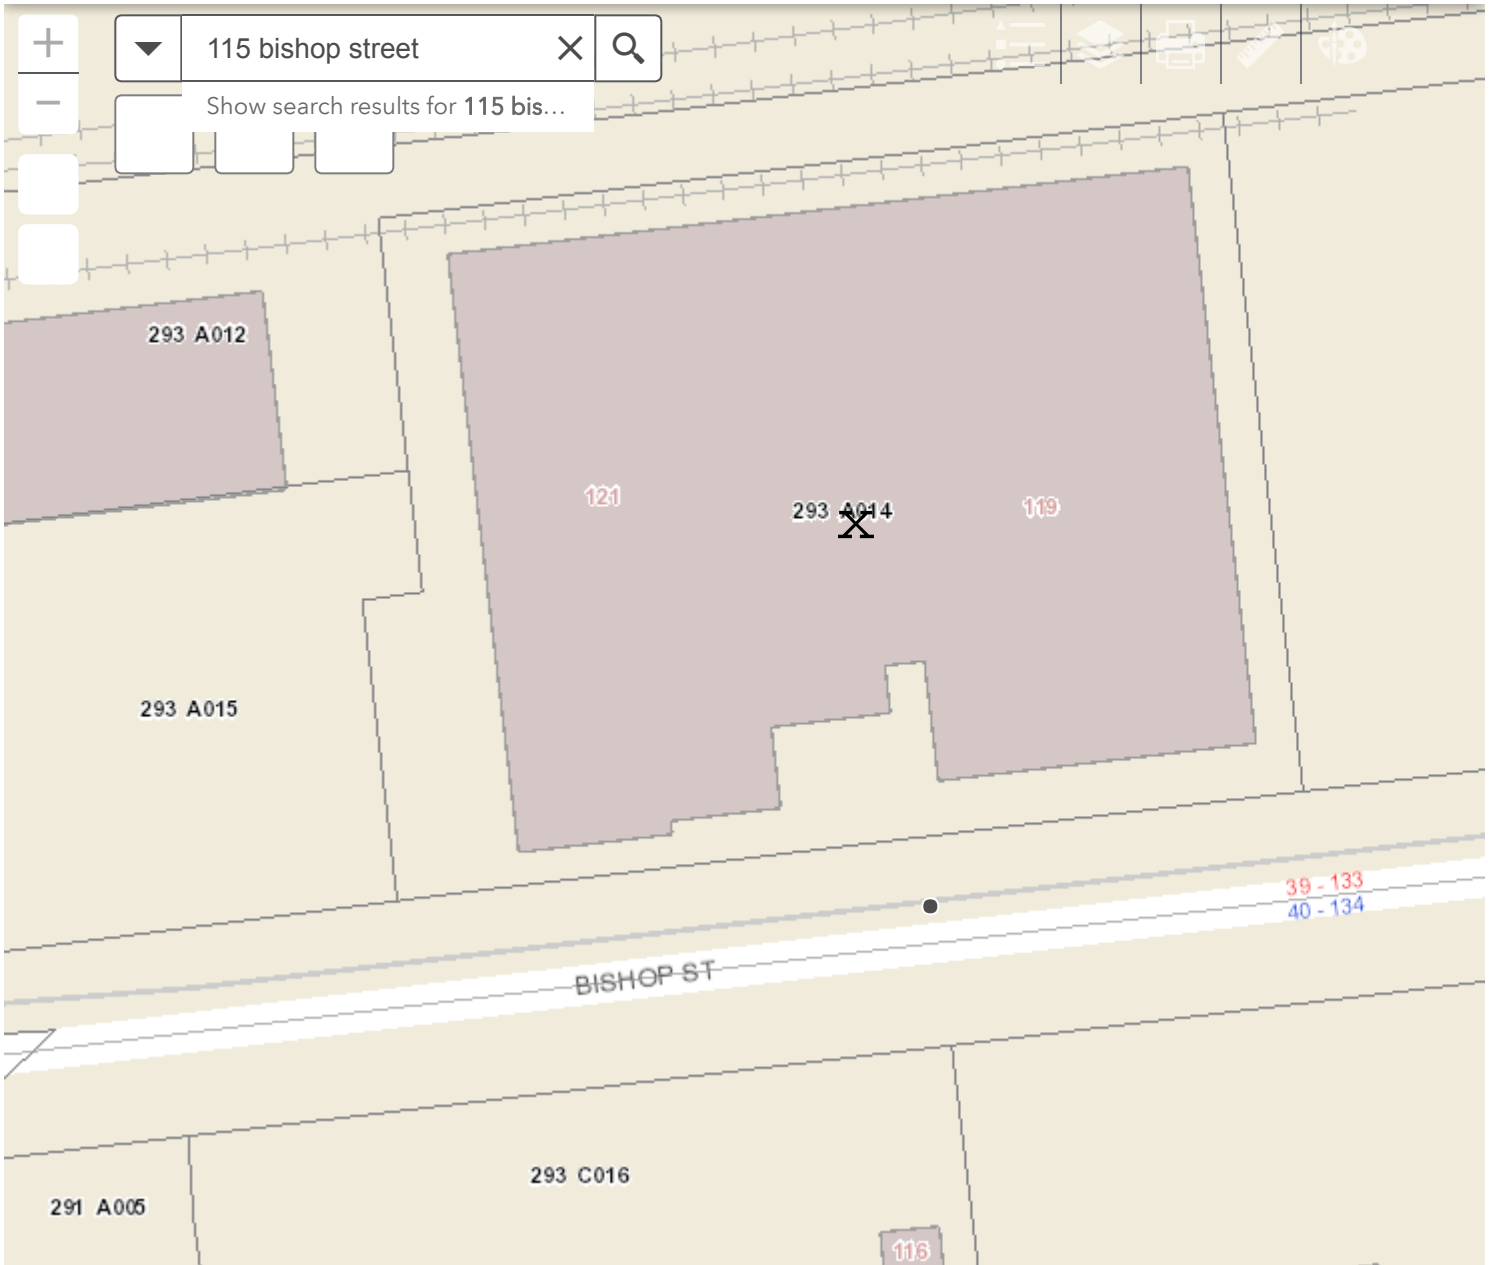 115 bishop street
Show search results for 115 bis...
293 A012
121
293 A014
119
293 A015
39 - 133
40 - 134
BISHOP ST
293 C016
291 A005
116